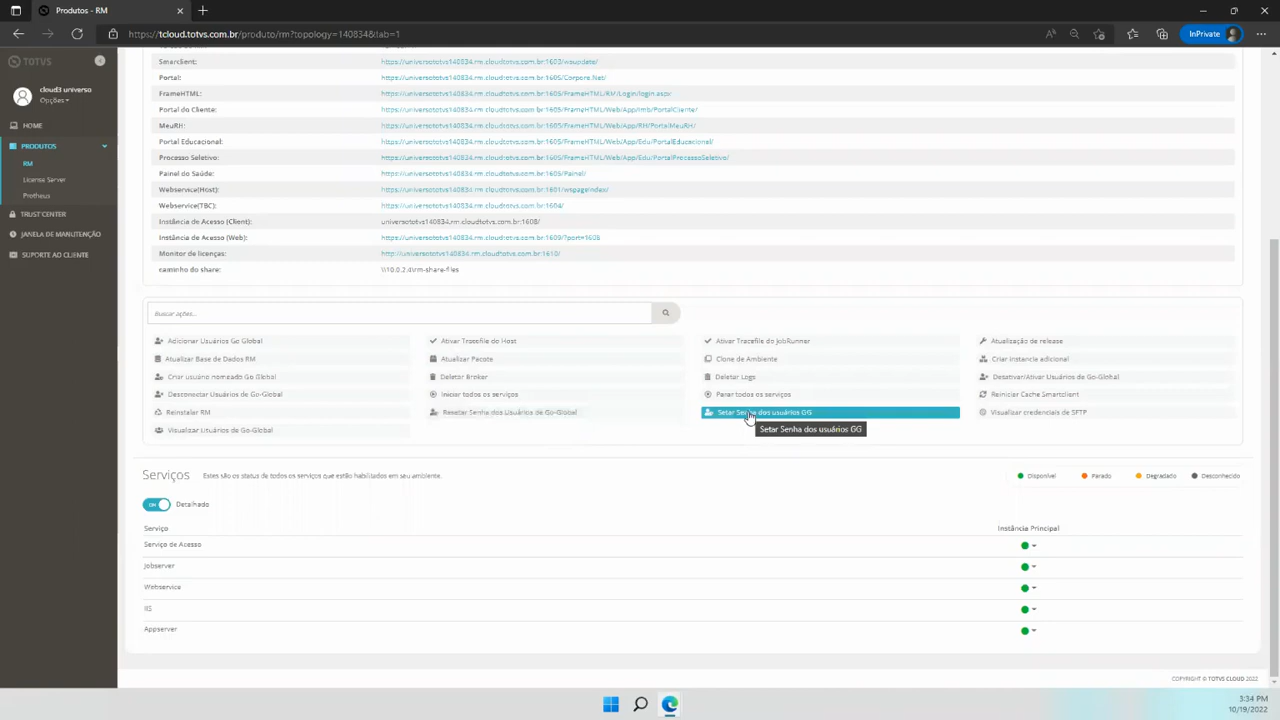 Produtos - RM
https://tcloud.totvs.com.br/produto/rm?topology=140834&tab=1
InPrivate
TOTVS
cloud3 universo
Opções
HOME
PRODUTOS
RM
License Server
Protheus
TRUST CENTER
JANELA DE MANUTENÇÃO
SUPORTE AO CLIENTE
Smartclient: https://universototvs140834.rm.cloudtotvs.com.br:1603/woupdate/
Portal: https://universototvs140834.rm.cloudtotvs.com.br:1605/Corpore.Net/
FrameHTML: https://universototvs140834.rm.cloudtotvs.com.br:1605/FrameHTML/RM/Login/login.aspx
Portal do Cliente: https://universototvs140834.rm.cloudtotvs.com.br:1605/FrameHTML/Web/App/Imb/PortalCliente/
MeuRH: https://universototvs140834.rm.cloudtotvs.com.br:1605/FrameHTML/Web/App/RH/PortalMeuRH/
Portal Educacional: https://universototvs140834.rm.cloudtotvs.com.br:1605/FrameHTML/Web/App/Edu/PortalEducacional/
Processo Seletivo: https://universototvs140834.rm.cloudtotvs.com.br:1605/FrameHTML/Web/App/Edu/PortalProcessoSeletivo/
Painel da Saúde: https://universototvs140834.rm.cloudtotvs.com.br:1605/Painel/
Webservice(Host): https://universototvs140834.rm.cloudtotvs.com.br:1601/wspageindex/
Webservice(TBC): https://universototvs140834.rm.cloudtotvs.com.br:1604/
Instância de Acesso (Client): universototvs140834.rm.cloudtotvs.com.br:1608/
Instância de Acesso (Web): https://universototvs140834.rm.cloudtotvs.com.br:1609/?port=1608
Monitor de licenças: http://universototvs140834.rm.cloudtotvs.com.br:1610/
caminho do share: \\10.0.2.4\rm-share-files
Buscar ações...
Adicionar Usuários Go Global Ativar Tracefile do Host Ativar Tracefile do JobRunner Atualização de release
Atualizar Base de Dados RM Atualizar Pacote Clone de Ambiente Criar instancia adicional
Criar usuário nomeado Go Global Deletar Broker Deletar Logs Desativar/Ativar Usuários de Go-Global
Desconectar Usuários de Go-Global Iniciar todos os serviços Parar todos os serviços Reiniciar Cache Smartclient
Reinstalar RM Resetar Senha dos Usuários de Go-Global Setar Senha dos usuários GG Visualizar credenciais de SFTP
Visualizar Usuários de Go-Global Setar Senha dos usuários GG
Serviços Estes são os status de todos os serviços que estão habilitados em seu ambiente. Disponível Parado Degradado Desconhecido
ON Detalhado
Serviço Instância Principal
Serviço de Acesso
Jobserver
Webservice
IIS
Appserver
COPYRIGHT © TOTVS CLOUD 2022
3:34 PM
10/19/2022